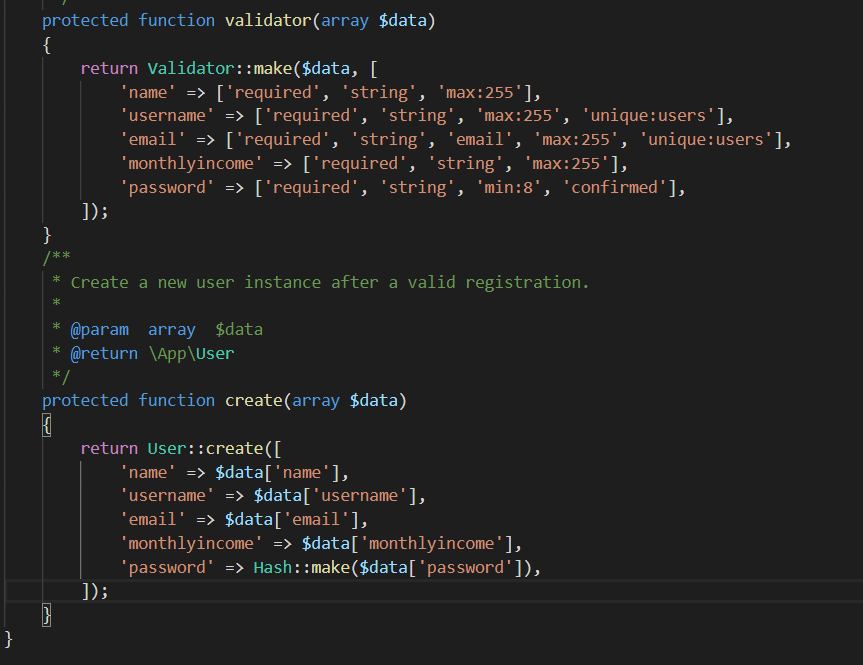 protected function validator(array $data)
{
return Validator::make($data, [
'name' => ['required', 'string', 'max:255'],
'username' => ['required', 'string', 'max:255', 'unique:users'],
'email' => ['required', 'string', 'email', 'max:255', 'unique:users'],
'monthlyincome' => ['required', 'string', 'max:255'],
'password' => ['required', 'string', 'min:8', 'confirmed'],
]);
}
/**
* Create a new user instance after a valid registration.
*
* @param  array  $data
* @return \App\User
*/
protected function create(array $data)
{
return User::create([
'name' => $data['name'],
'username' => $data['username'],
'email' => $data['email'],
'monthlyincome' => $data['monthlyincome'],
'password' => Hash::make($data['password']),
]);
}
}